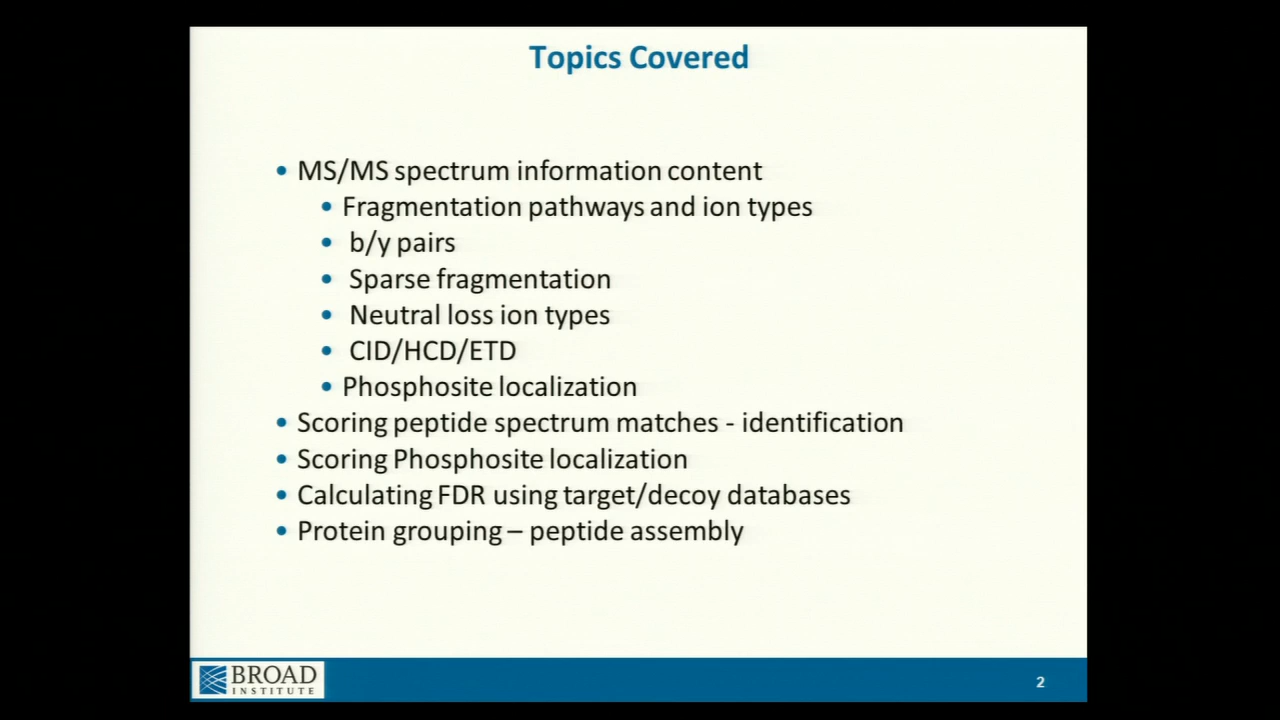 Topics Covered
• MS/MS spectrum information content
• Fragmentation pathways and ion types
• b/y pairs
• Sparse fragmentation
• Neutral loss ion types
• CID/HCD/ETD
• Phosphosite localization
• Scoring peptide spectrum matches - identification
• Scoring Phosphosite localization
• Calculating FDR using target/decoy databases
• Protein grouping – peptide assembly
BROAD
INSTITUTE
2